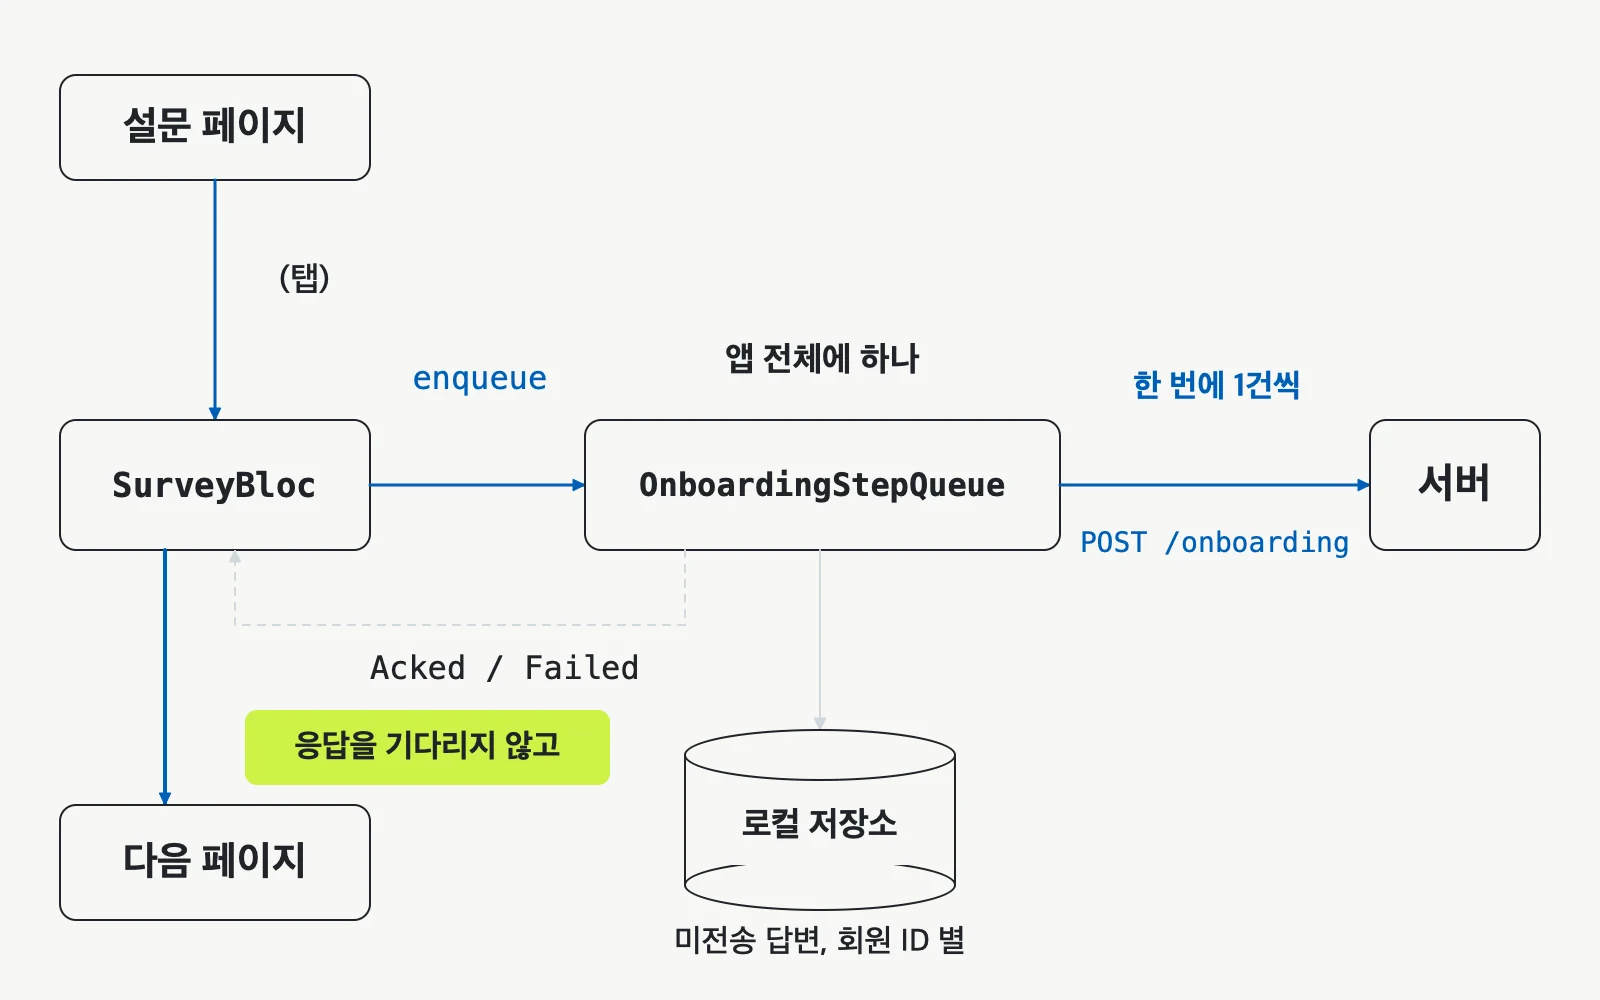 설문 페이지
(탭)
앱 전체에 하나
enqueue
한 번에 1건씩
SurveyBloc
OnboardingStepQueue
서버
POST /onboarding
Acked / Failed
응답을 기다리지 않고
로컬 저장소
다음 페이지
미전송 답변, 회원 ID 별